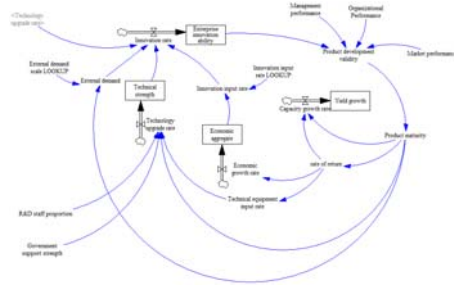 <Technology
upgrade rate>
Innovation rate
Enterprise
innovation
ability
Management
performance
Organizational
Performance
Product development
validity
Market performance
External demand
scale LOOKUP
External demand
Technical
strength
Innovation input
rate LOOKUP
Innovation input rate
Capacity growth rate
Yield growth
Technology
upgrade rate
Economic
aggregate
Product maturity
rate of return
Economic
growth rate
Technical equipment
input rate
R&D staff proportion
Government
support strength